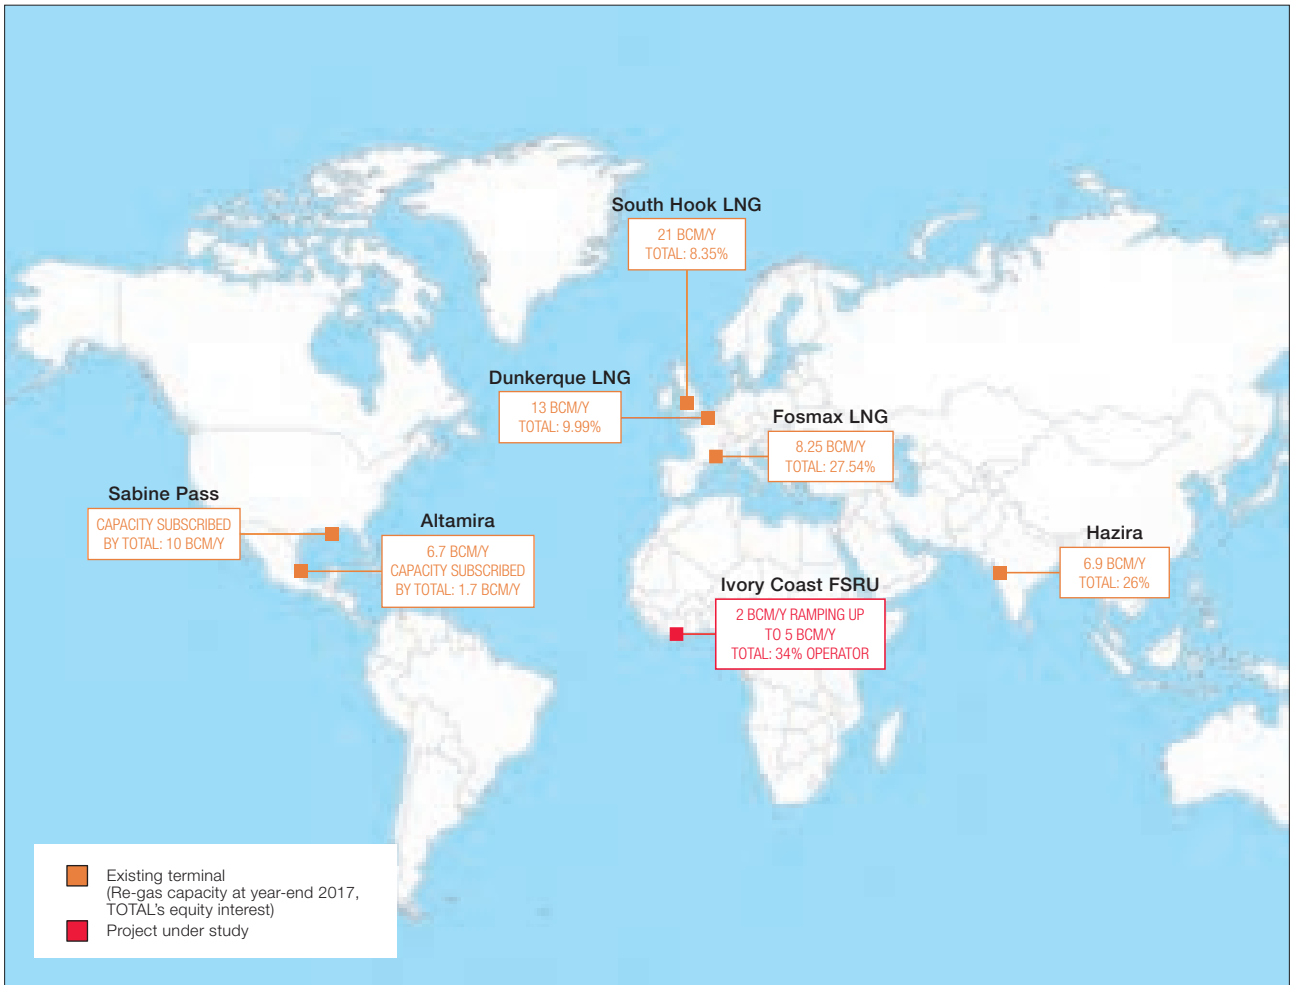 South Hook LNG
21 BCM/Y
TOTAL: 8.35%
Dunkerque LNG
13 BCM/Y
TOTAL: 9.99%
Fosmax LNG
8.25 BCM/Y
TOTAL: 27.54%
Sabine Pass
CAPACITY SUBSCRIBED
BY TOTAL: 10 BCM/Y
Altamira
6.7 BCM/Y
CAPACITY SUBSCRIBED
BY TOTAL: 1.7 BCM/Y
Hazira
6.9 BCM/Y
TOTAL: 26%
Ivory Coast FSRU
2 BCM/Y RAMPING UP
TO 5 BCM/Y
TOTAL: 34% OPERATOR
Existing terminal
(Re-gas capacity at year-end 2017,
TOTAL's equity interest)
Project under study